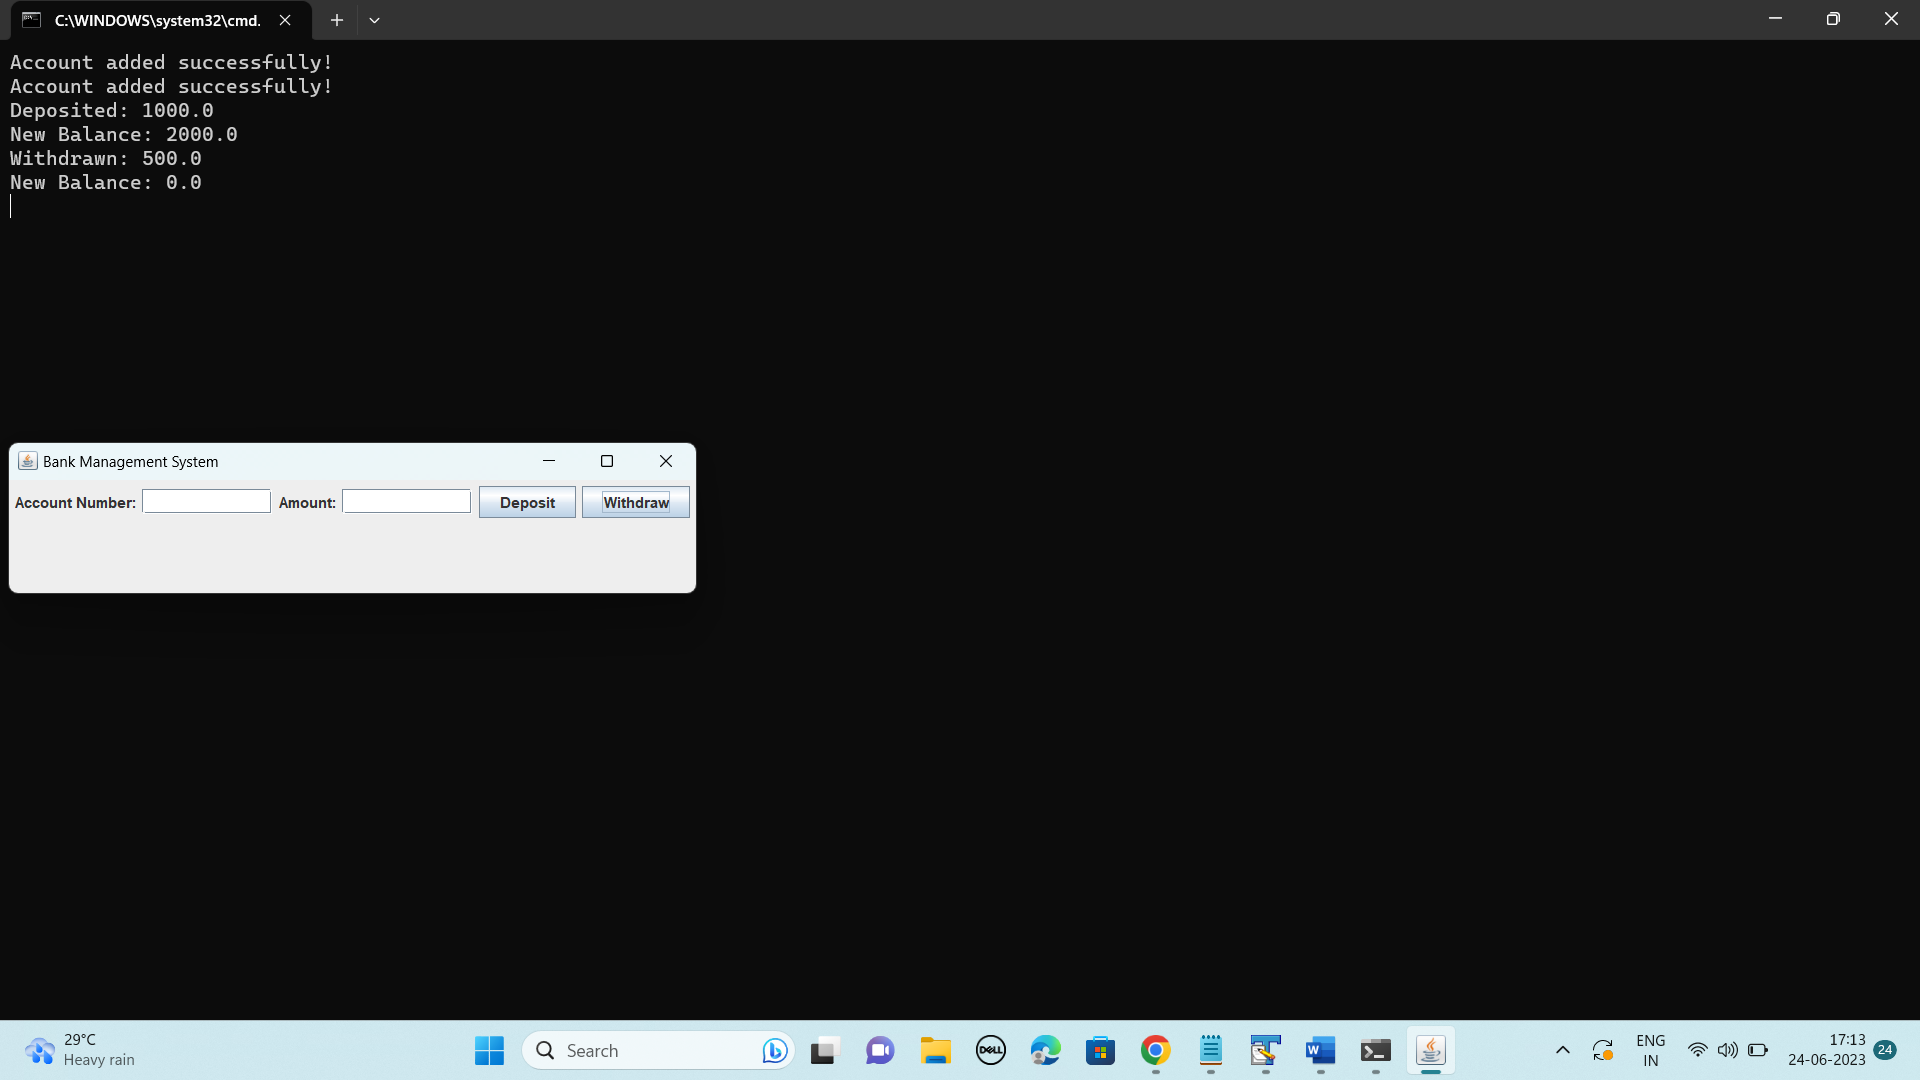 C:\WINDOWS\system32\cmd.
Account added successfully!
Account added successfully!
Deposited: 1000.0
New Balance: 2000.0
Withdrawn: 500.0
New Balance: 0.0
Bank Management System
Account Number: Amount: Deposit Withdraw
29°C
Heavy rain
Search
DELL
W
ENG
IN
17:13
24-06-2023
24